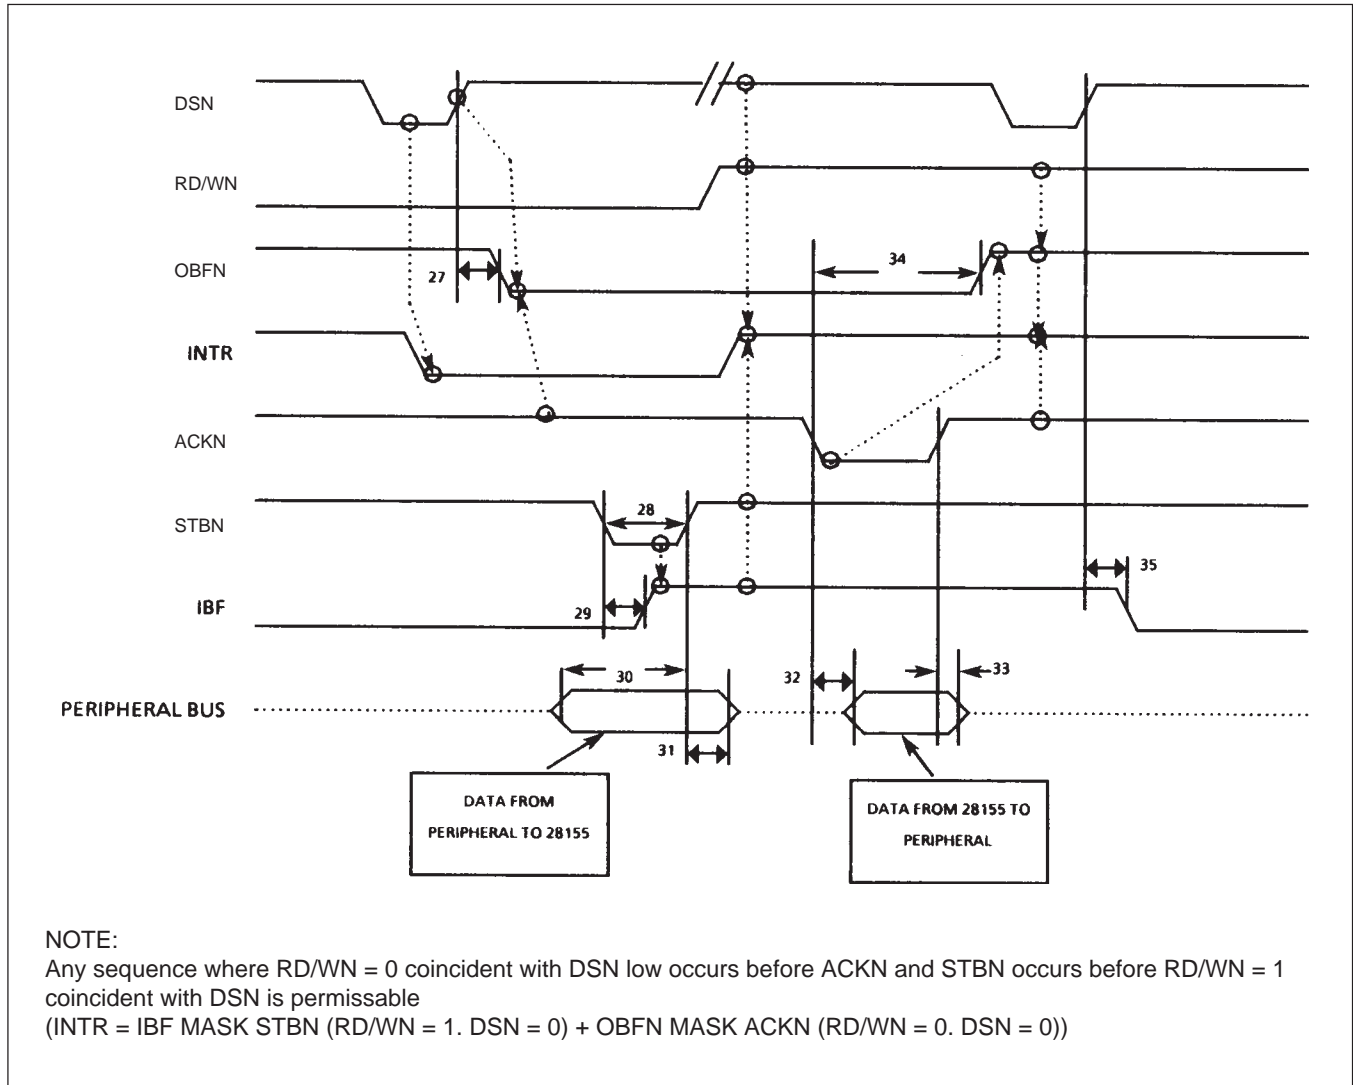 DSN
RD/WN
OBFN
27
34
INTR
ACKN
STBN
28
35
IBF
29
30
32
33
PERIPHERAL BUS
31
DATA FROM
PERIPHERAL TO 28155
DATA FROM 28155 TO
PERIPHERAL
NOTE:
Any sequence where RD/WN = 0 coincident with DSN low occurs before ACKN and STBN occurs before RD/WN = 1
coincident with DSN is permissable
(INTR = IBF MASK STBN (RD/WN = 1. DSN = 0) + OBFN MASK ACKN (RD/WN = 0. DSN = 0))